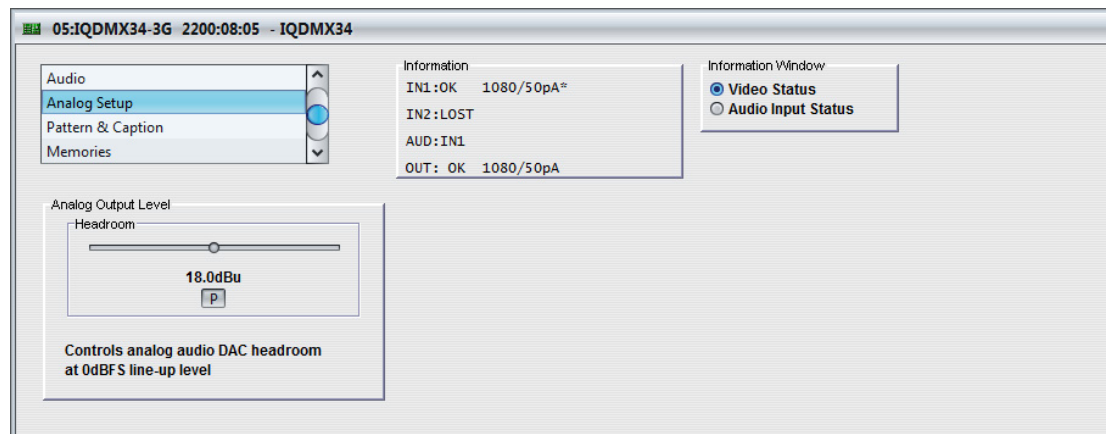 05:IQDMX34-3G 2200:08:05 - IQDMX34
Audio
Analog Setup
Pattern & Caption
Memories
Information
IN1:OK 1080/50pA*
IN2:LOST
AUD:IN1
OUT: OK 1080/50pA
Information Window
Video Status
Audio Input Status
Analog Output Level
Headroom
18.0dBu
P
Controls analog audio DAC headroom
at 0dBFS line-up level